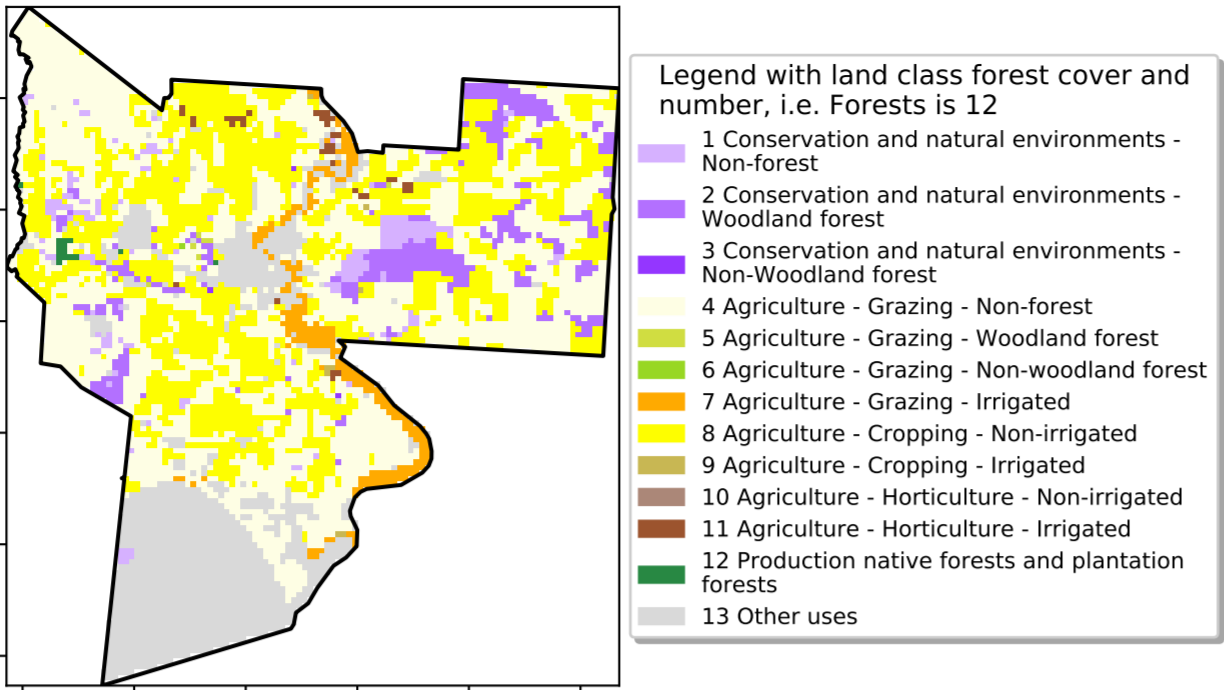 Legend with land class forest cover and
number, i.e. Forests is 12
1 Conservation and natural environments -
Non-forest
2 Conservation and natural environments -
Woodland forest
3 Conservation and natural environments -
Non-Woodland forest
4 Agriculture - Grazing - Non-forest
5 Agriculture - Grazing - Woodland forest
6 Agriculture - Grazing - Non-woodland forest
7 Agriculture - Grazing - Irrigated
8 Agriculture - Cropping - Non-irrigated
9 Agriculture - Cropping - Irrigated
10 Agriculture - Horticulture - Non-irrigated
11 Agriculture - Horticulture - Irrigated
12 Production native forests and plantation
forests
13 Other uses